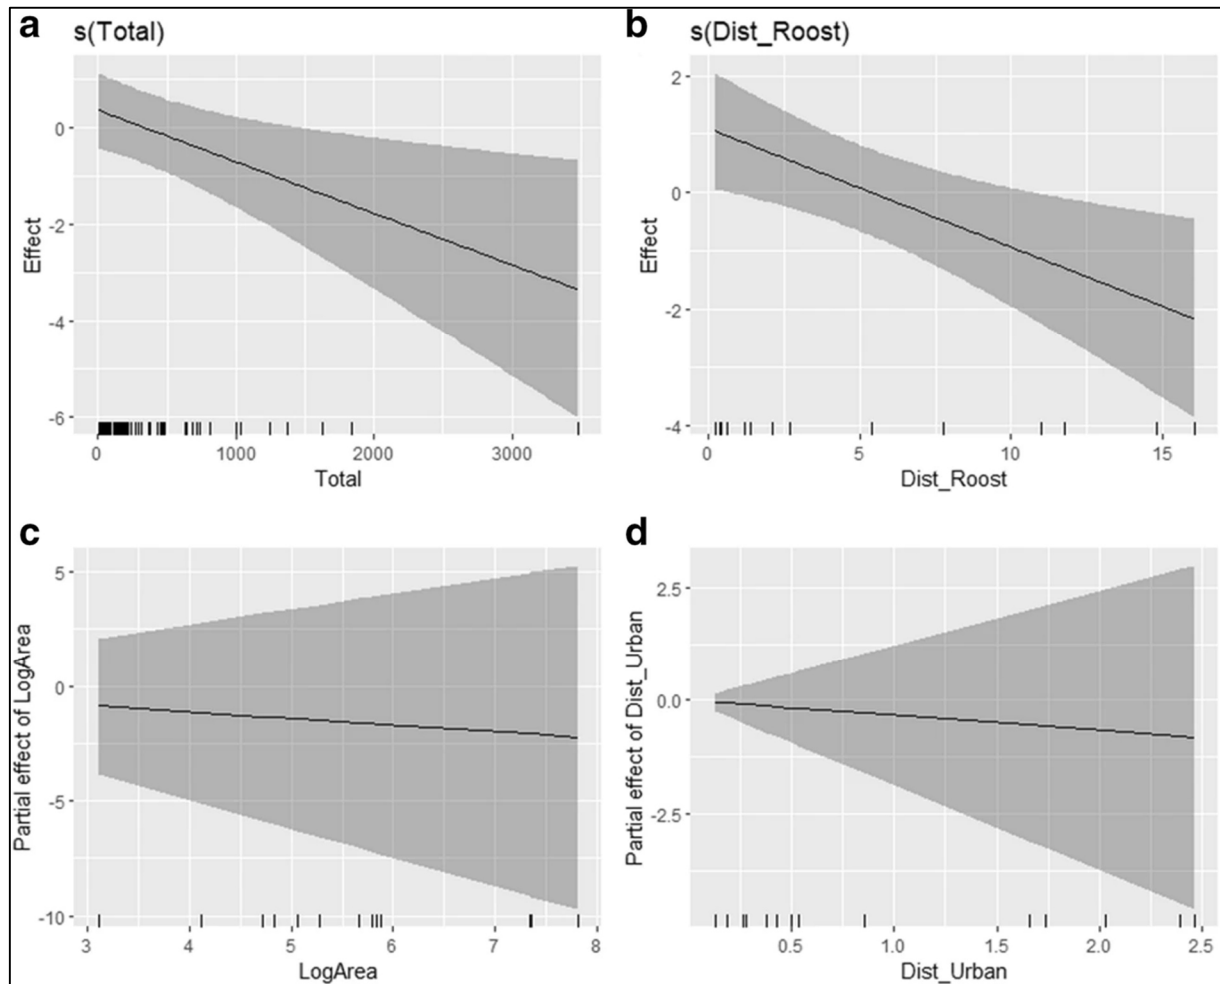 a
s(Total)
0
-2
-4
-6
Effect
0
1000
2000
3000
Total
b
s(Dist_Roost)
2
0
-2
-4
Effect
0
5
10
15
Dist_Roost
c
5
0
-5
-10
Partial effect of LogArea
3
4
5
6
7
8
LogArea
d
2.5
0.0
-2.5
Partial effect of Dist_Urban
0.5
1.0
1.5
2.0
2.5
Dist_Urban